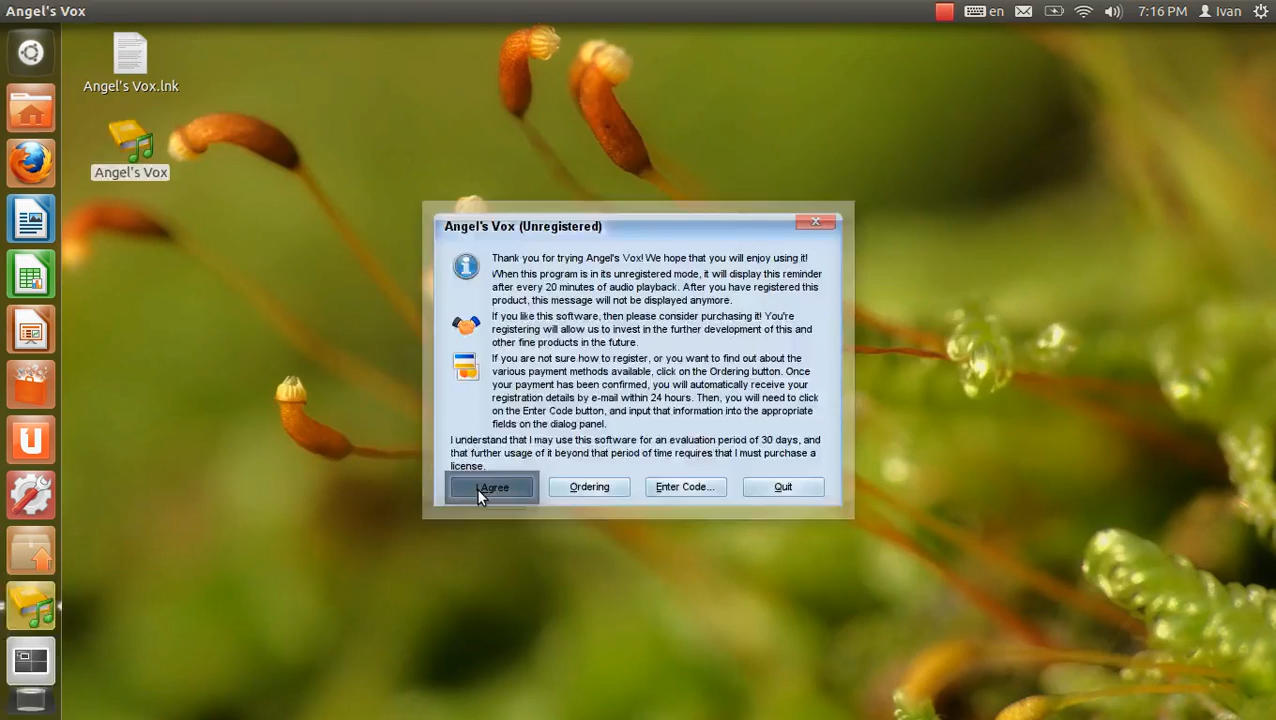 Angel's Vox
en
7:16 PM
Ivan
Angel's Vox.lnk
Angel's Vox
Angel's Vox (Unregistered)
Thank you for trying Angel's Vox! We hope that you will enjoy using it!
When this program is in its unregistered mode, it will display this reminder
after every 20 minutes of audio playback. After you have registered this
product, this message will not be displayed anymore.
If you like this software, then please consider purchasing it! You're
registering will allow us to invest in the further development of this and
other fine products in the future.
If you are not sure how to register, or you want to find out about the
various payment methods available, click on the Ordering button. Once
your payment has been confirmed, you will automatically receive your
registration details by e-mail within 24 hours. Then, you will need to click
on the Enter Code button, and input that information into the appropriate
fields on the dialog panel.
I understand that I may use this software for an evaluation period of 30 days, and
that further usage of it beyond that period of time requires that I must purchase a
license.
I Agree
Ordering
Enter Code...
Quit